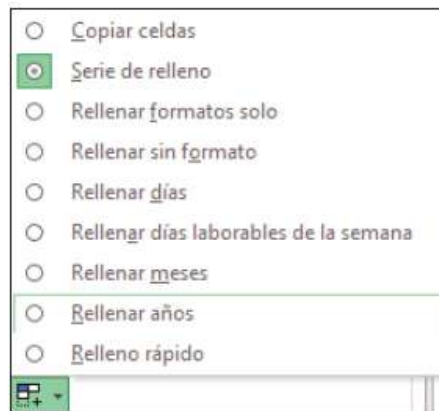 Copiar celdas
Serie de relleno
Rellenar formatos solo
Rellenar sin formato
Rellenar días
Rellenar días laborables de la semana
Rellenar meses
Rellenar años
Relleno rápido